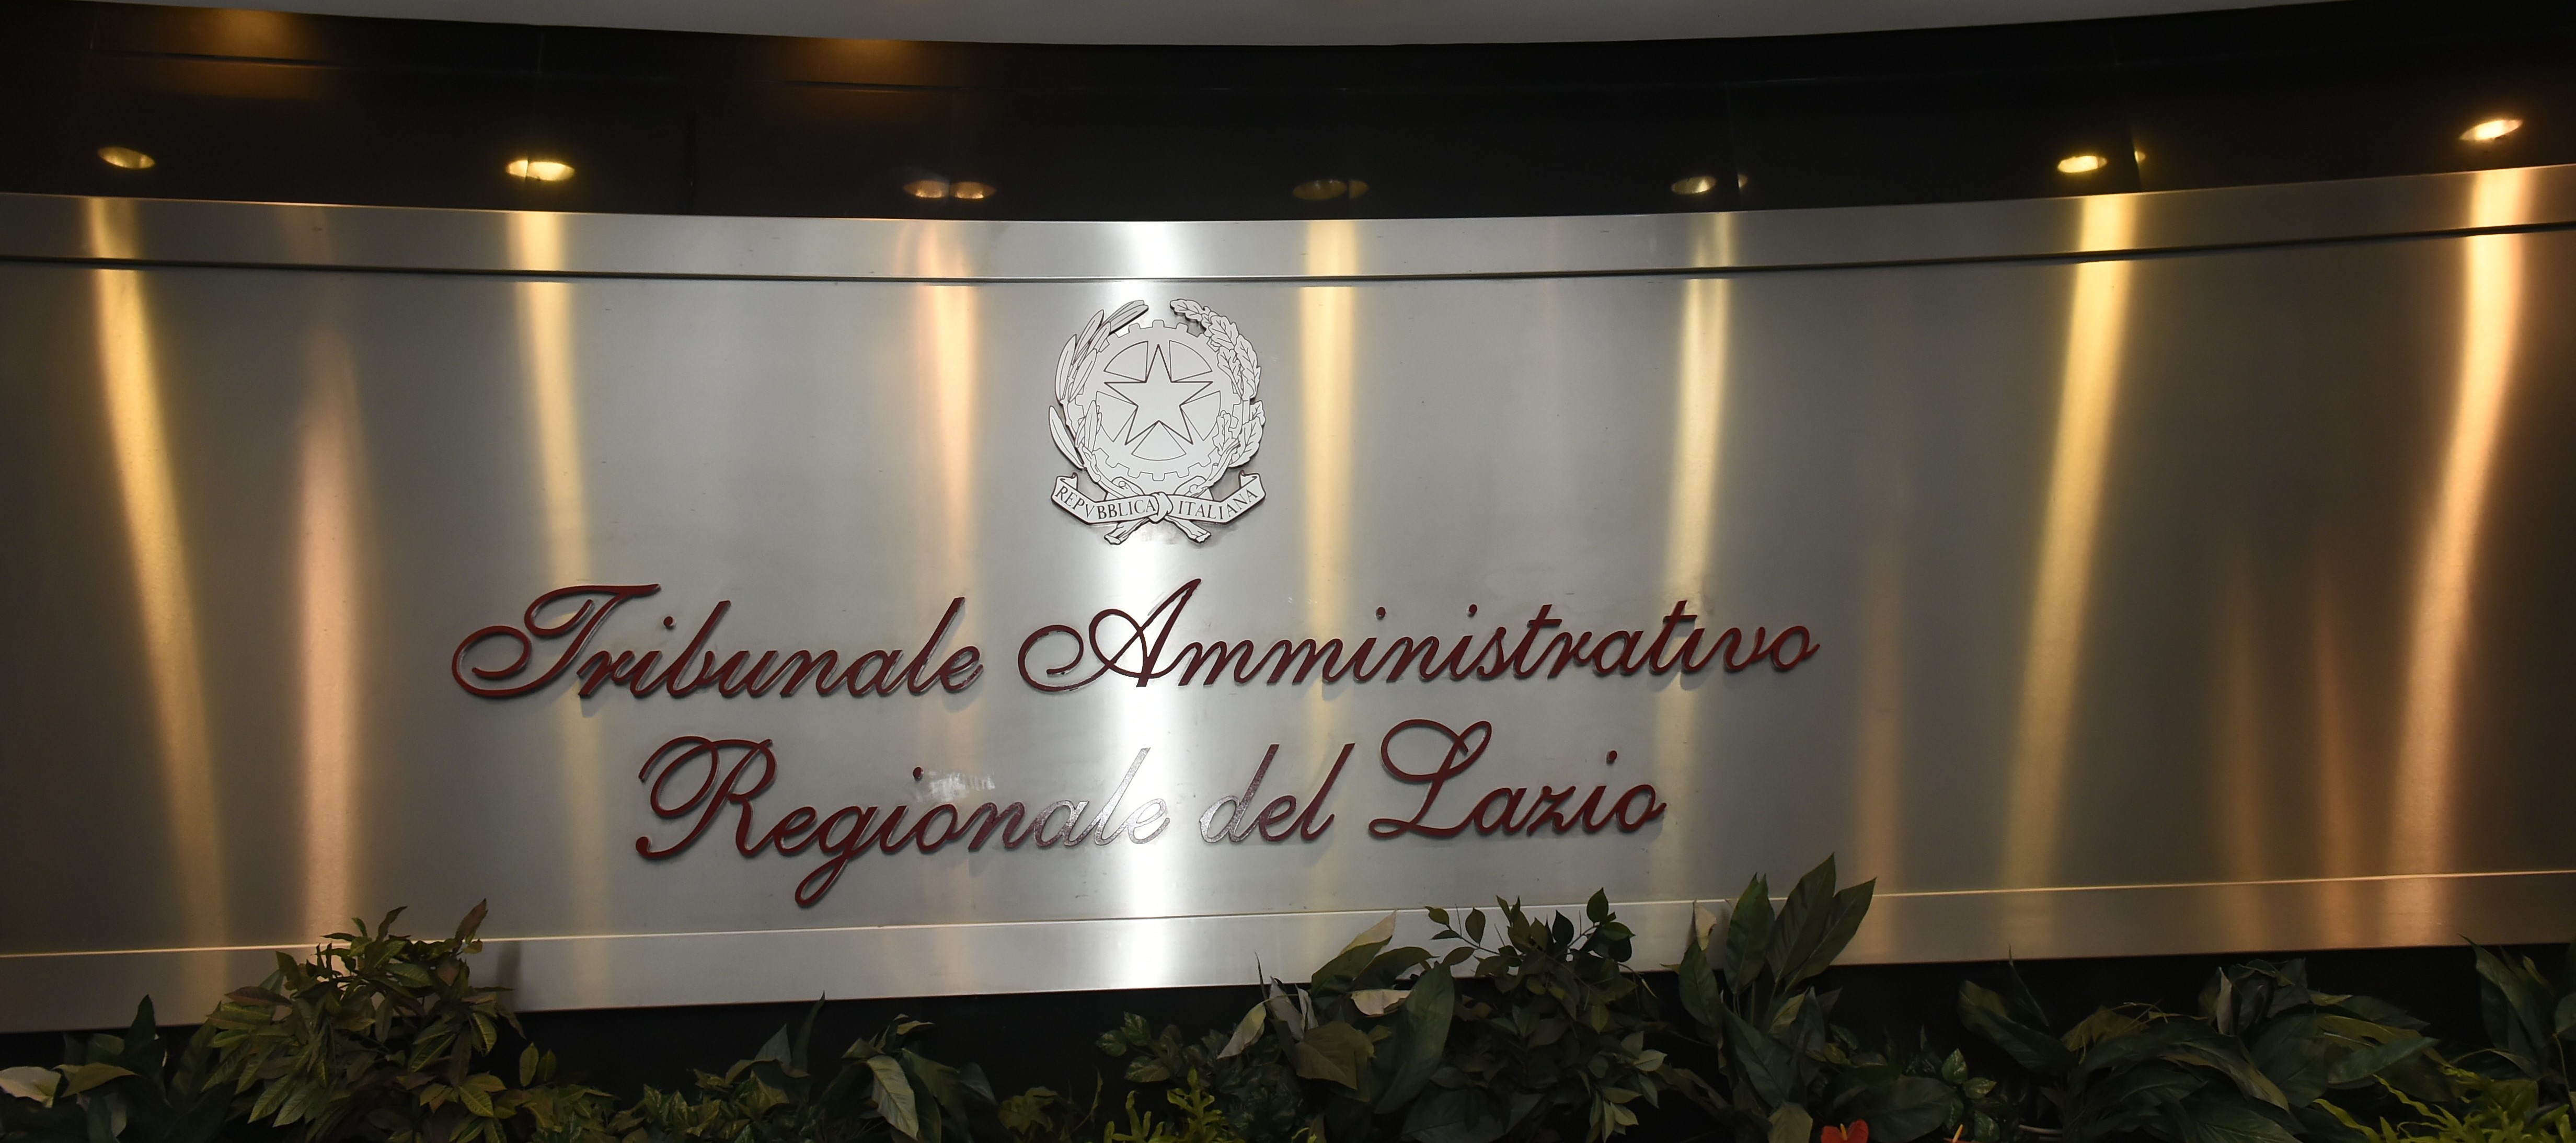 REPVBBLICA ITALIANA
Tribunale Amministrativo
Regionale del Lazio